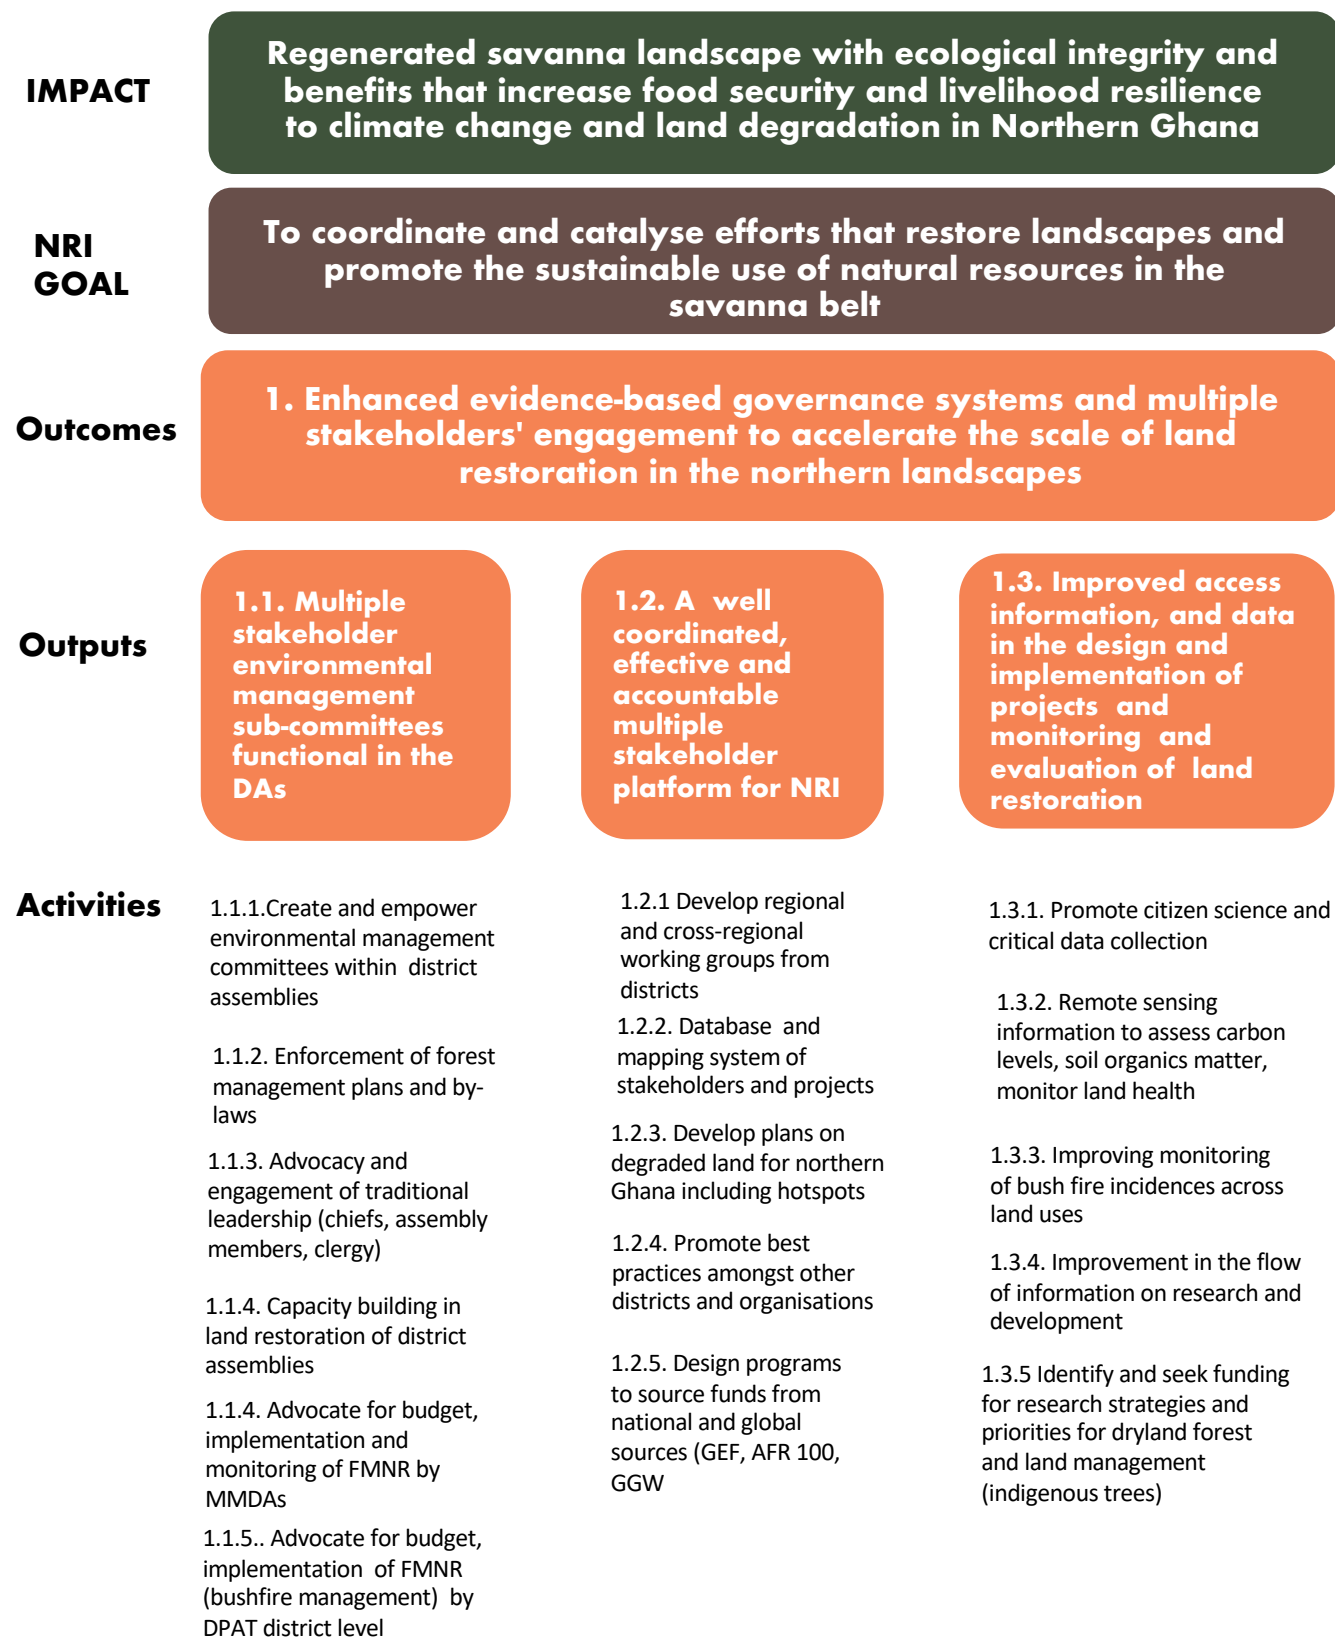 IMPACT
Regenerated savanna landscape with ecological integrity and
benefits that increase food security and livelihood resilience
to climate change and land degradation in Northern Ghana
NRI
GOAL
To coordinate and catalyse efforts that restore landscapes and
promote the sustainable use of natural resources in the
savanna belt
Outcomes
1. Enhanced evidence-based governance systems and multiple
stakeholders' engagement to accelerate the scale of land
restoration in the northern landscapes
Outputs
1.1. Multiple
stakeholder
environmental
management
sub-committees
functional in the
DAs
1.2. A well
coordinated,
effective and
accountable
multiple
stakeholder
platform for NRI
1.3. Improved access
information, and data
in the design and
implementation of
projects and
monitoring and
evaluation of land
restoration
Activities
1.1.1.Create and empower
environmental management
committees within district
assemblies
1.1.2. Enforcement of forest
management plans and by-
laws
1.1.3. Advocacy and
engagement of traditional
leadership (chiefs, assembly
members, clergy)
1.1.4. Capacity building in
land restoration of district
assemblies
1.1.4. Advocate for budget,
implementation and
monitoring of FMNR by
MMDAs
1.1.5.. Advocate for budget,
implementation of FMNR
(bushfire management) by
DPAT district level
1.2.1 Develop regional
and cross-regional
working groups from
districts
1.2.2. Database and
mapping system of
stakeholders and projects
1.2.3. Develop plans on
degraded land for northern
Ghana including hotspots
1.2.4. Promote best
practices amongst other
districts and organisations
1.2.5. Design programs
to source funds from
national and global
sources (GEF, AFR 100,
GGW
1.3.1. Promote citizen science and
critical data collection
1.3.2. Remote sensing
information to assess carbon
levels, soil organics matter,
monitor land health
1.3.3. Improving monitoring
of bush fire incidences across
land uses
1.3.4. Improvement in the flow
of information on research and
development
1.3.5 Identify and seek funding
for research strategies and
priorities for dryland forest
and land management
(indigenous trees)